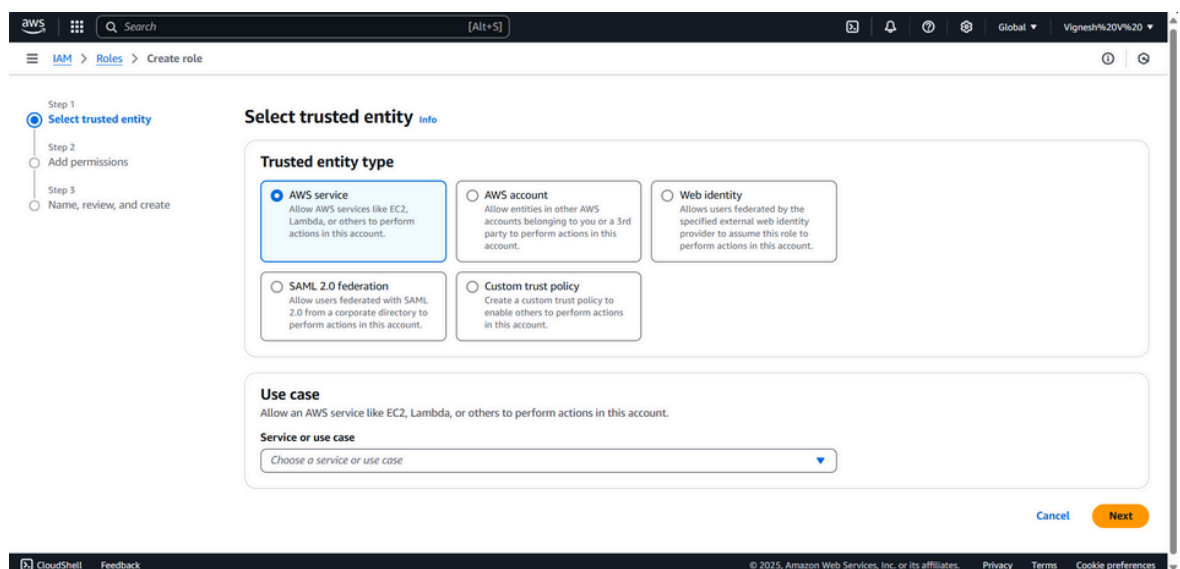 aws
Search
[Alt+S]
Global
Vignesh%20V%20
IAM > Roles > Create role
Step 1
Select trusted entity
Step 2
Add permissions
Step 3
Name, review, and create
Select trusted entity Info
Trusted entity type
AWS service
Allow AWS services like EC2,
Lambda, or others to perform
actions in this account.
AWS account
Allow entities in other AWS
accounts belonging to you or a 3rd
party to perform actions in this
account.
Web identity
Allows users federated by the
specified external web identity
provider to assume this role to
perform actions in this account.
SAML 2.0 federation
Allow users federated with SAML
2.0 from a corporate directory to
perform actions in this account.
Custom trust policy
Create a custom trust policy to
enable others to perform actions
in this account.
Use case
Allow an AWS service like EC2, Lambda, or others to perform actions in this account.
Service or use case
Choose a service or use case
Cancel
Next
CloudShell Feedback
© 2025, Amazon Web Services, Inc. or its affiliates. Privacy Terms Cookie preferences